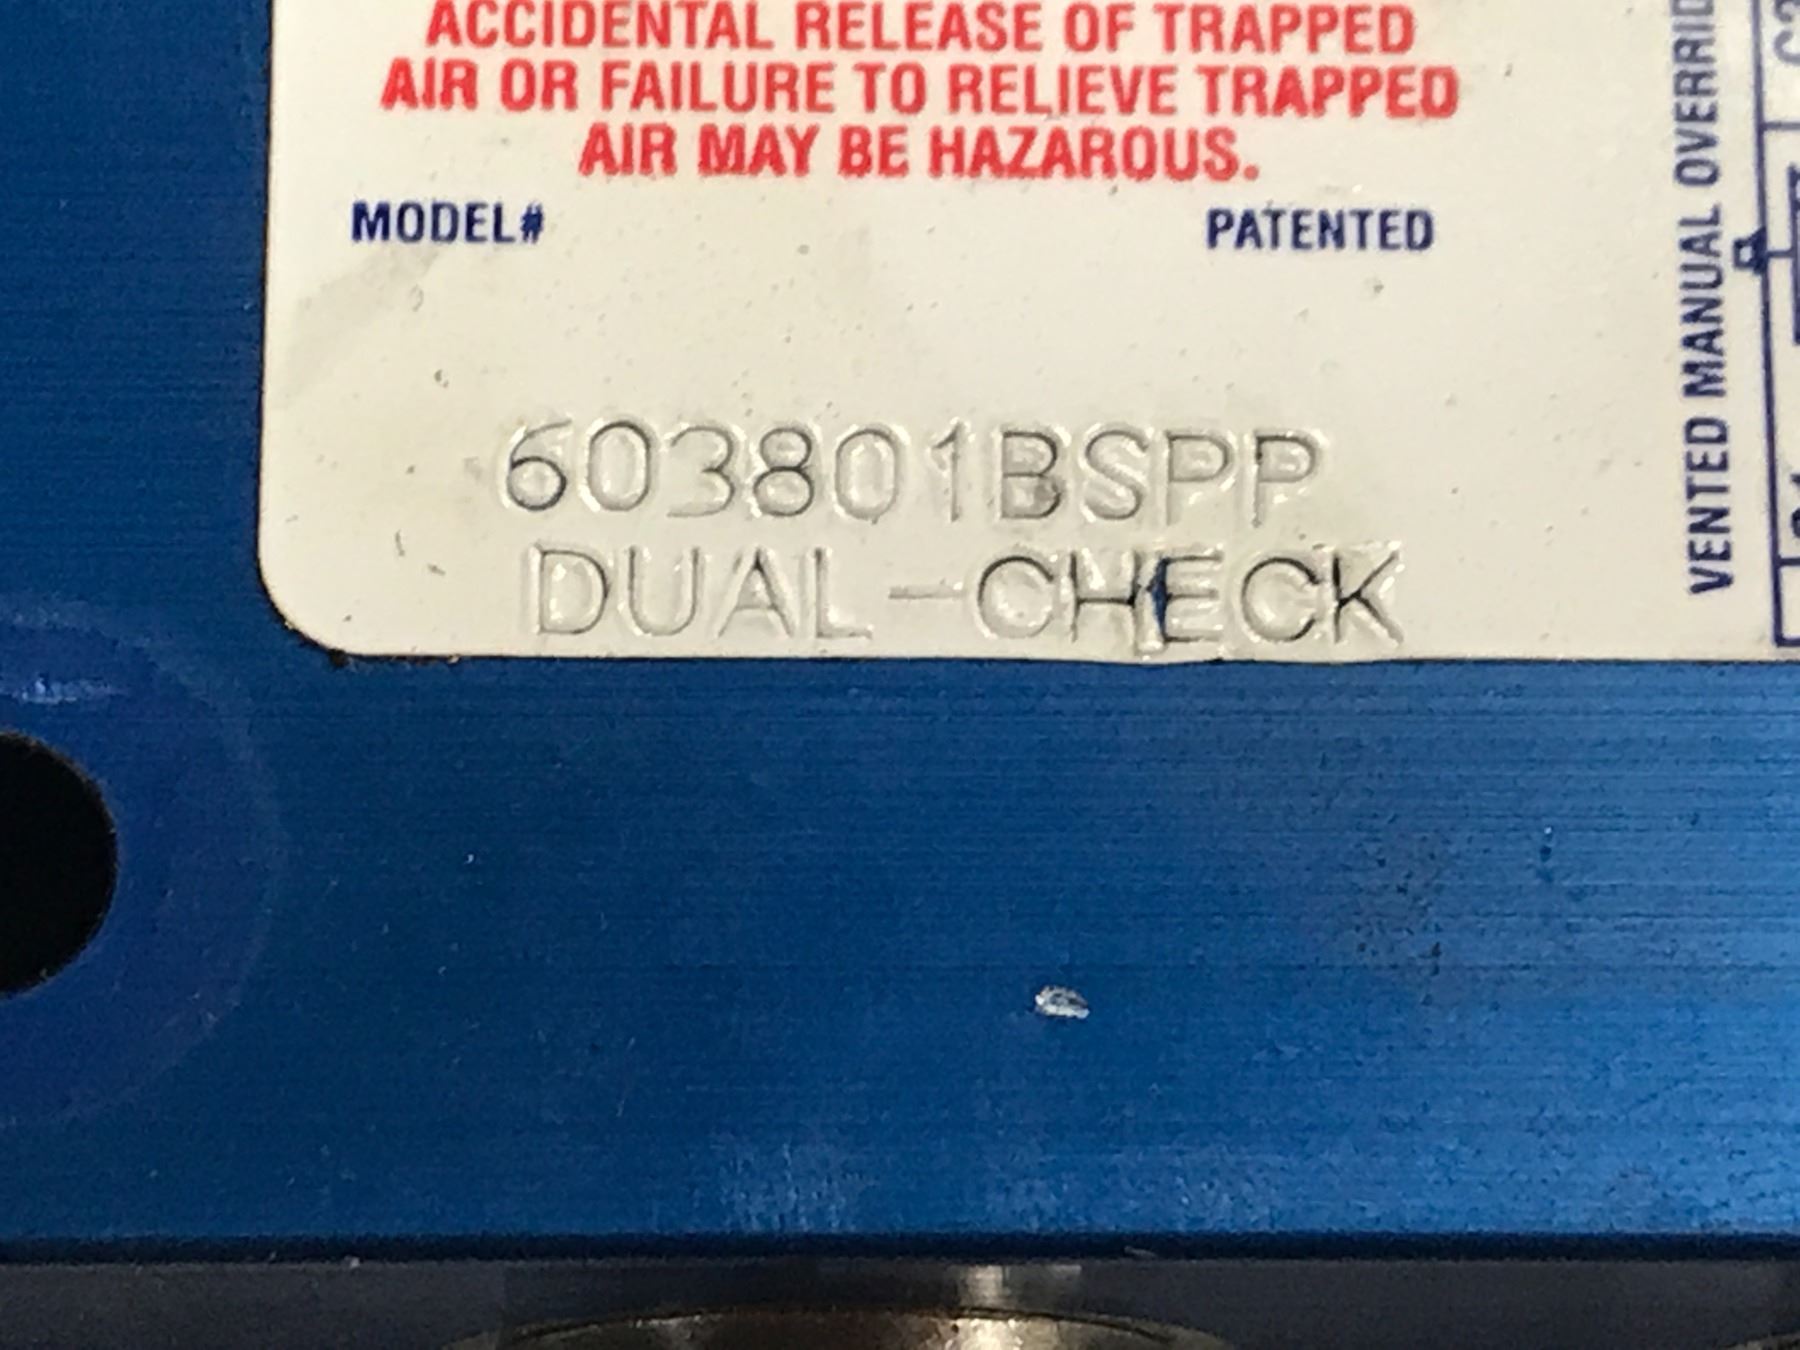 ACCIDENTAL RELEASE OF TRAPPED
AIR OR FAILURE TO RELIEVE TRAPPED
AIR MAY BE HAZAROUS.
MODEL#
PATENTED
603801BSPP
DUAL-CHECK
VENTED MANUAL OVERRID